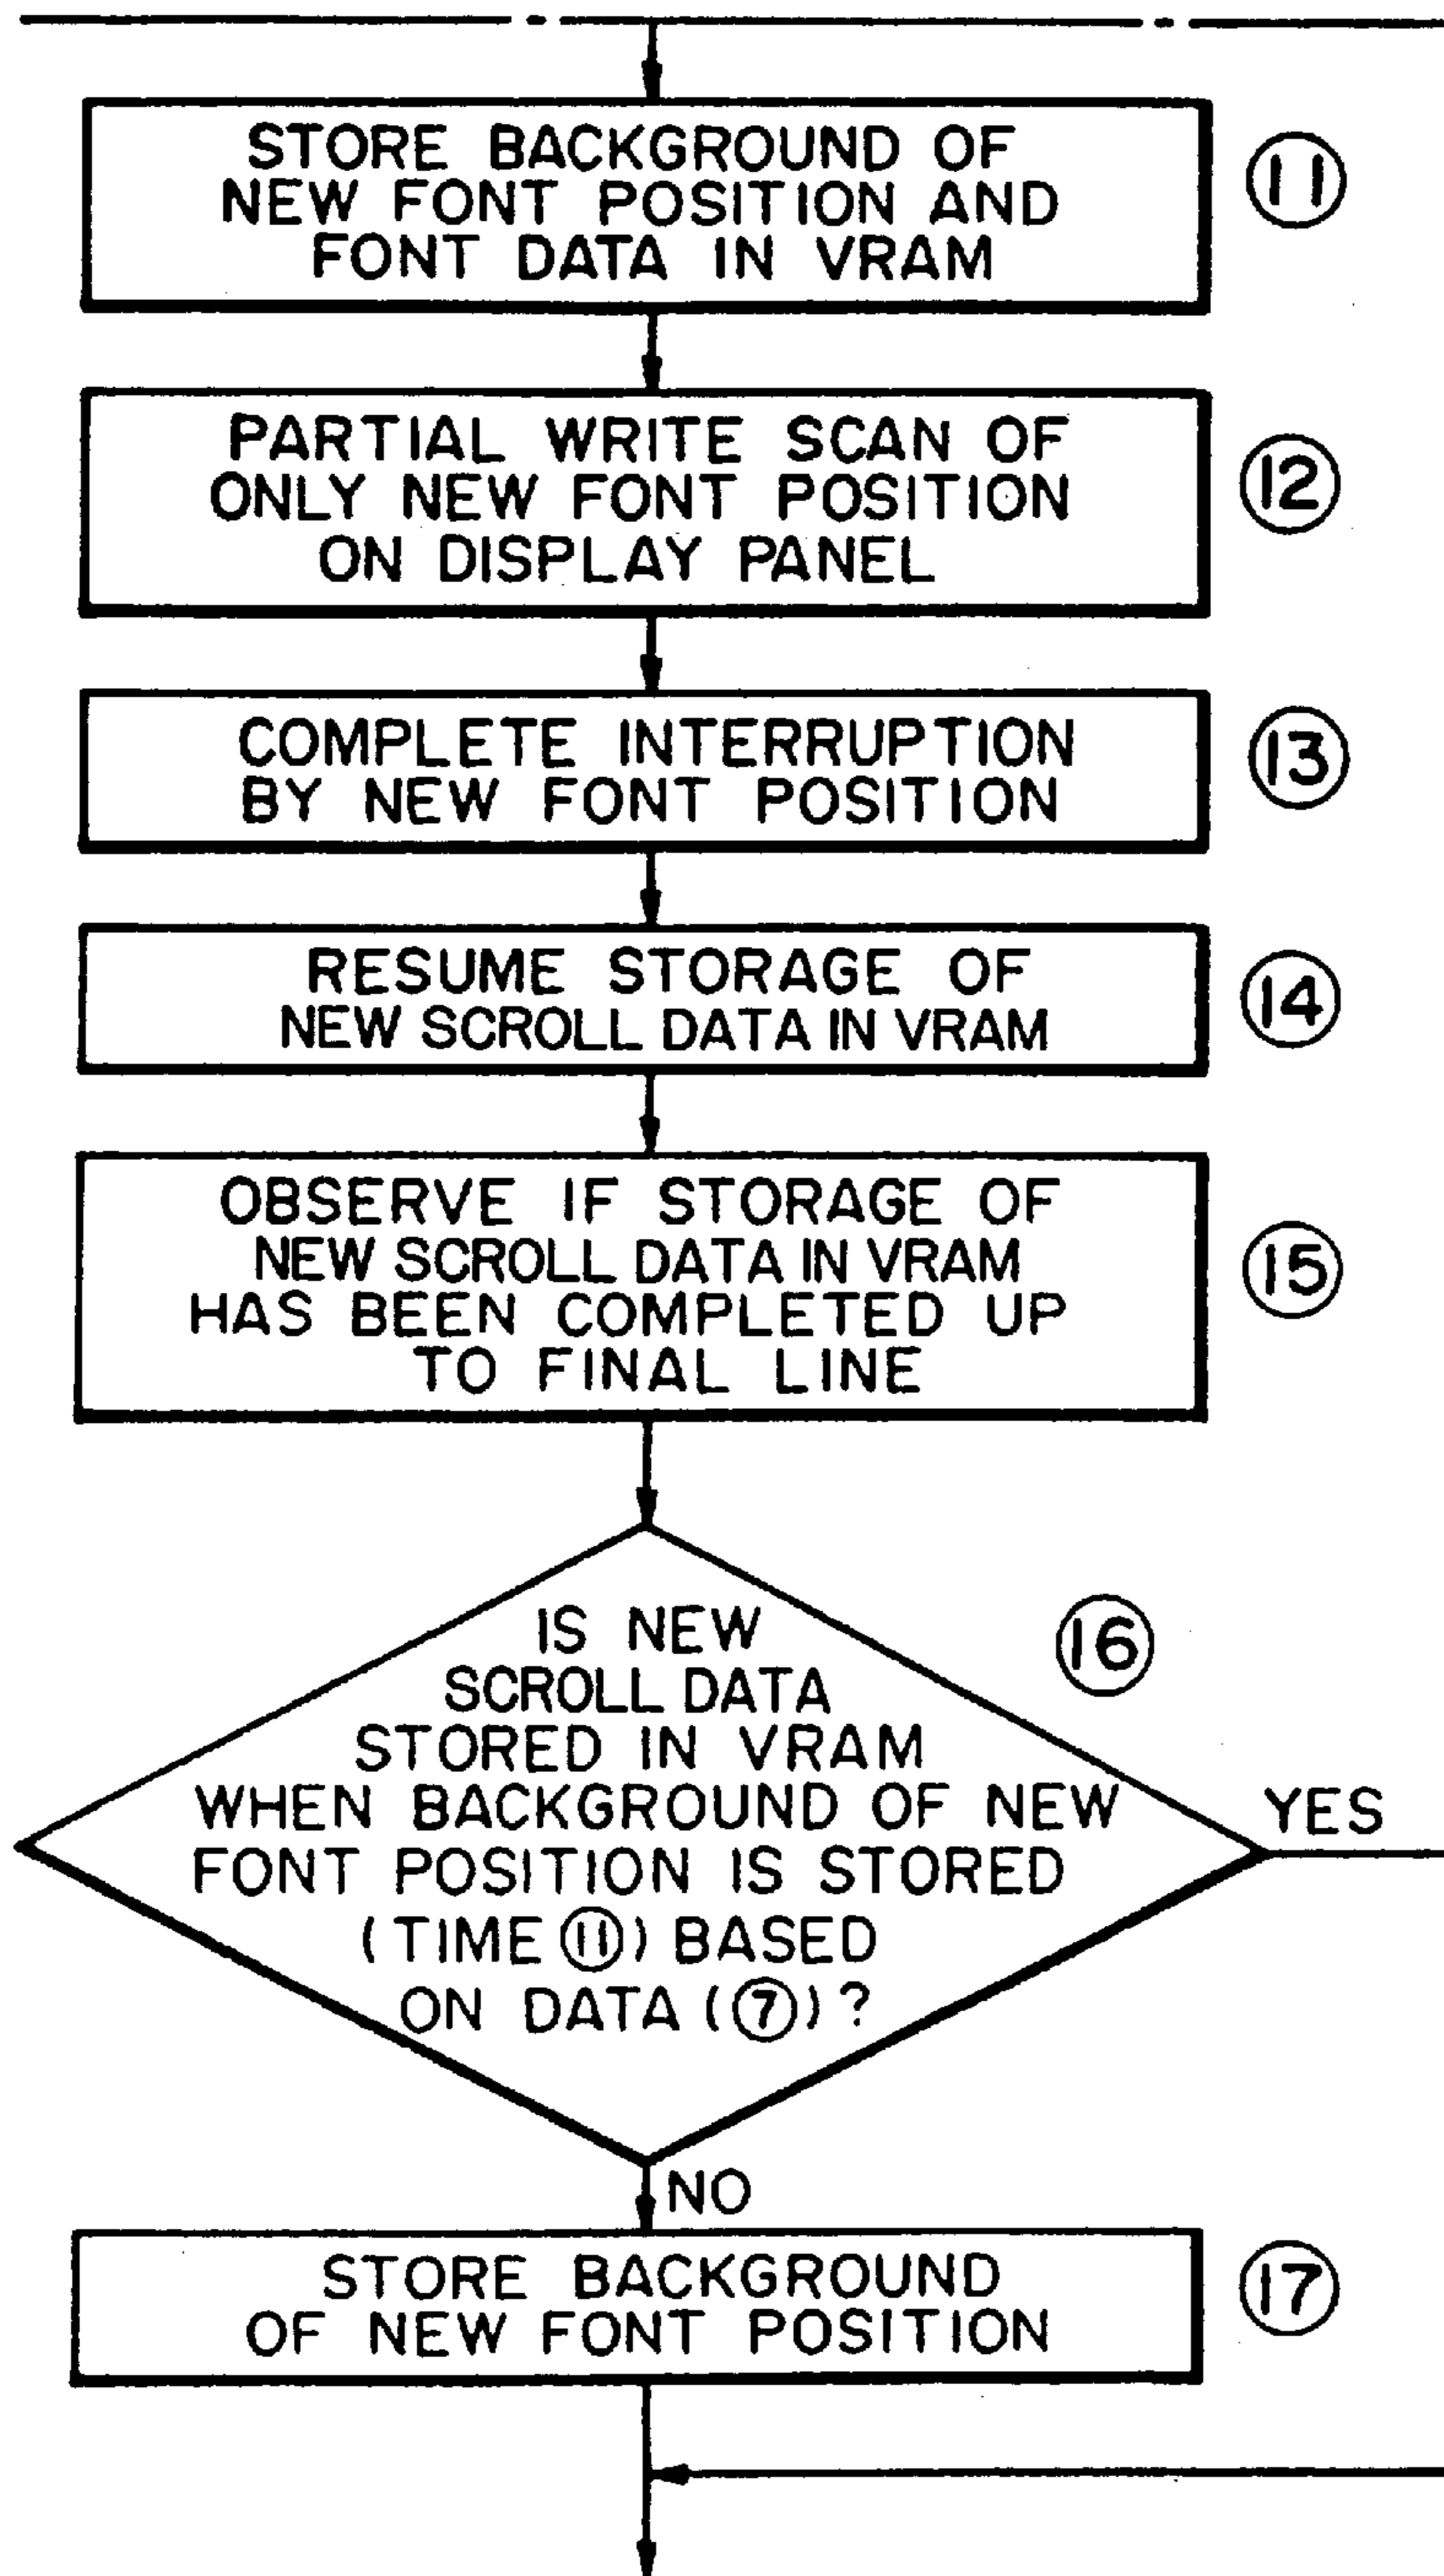 STORE BACKGROUND OF
NEW FONT POSITION AND
FONT DATA IN VRAM
⑪
PARTIAL WRITE SCAN OF
ONLY NEW FONT POSITION
ON DISPLAY PANEL
⑫
COMPLETE INTERRUPTION
BY NEW FONT POSITION
⑬
RESUME STORAGE OF
NEW SCROLL DATA IN VRAM
⑭
OBSERVE IF STORAGE OF
NEW SCROLL DATA IN VRAM
HAS BEEN COMPLETED UP
TO FINAL LINE
⑮
IS NEW
SCROLL DATA
STORED IN VRAM
WHEN BACKGROUND OF NEW
FONT POSITION IS STORED
(TIME ⑪) BASED
ON DATA (⑦)?
⑯
YES
NO
STORE BACKGROUND
OF NEW FONT POSITION
⑰